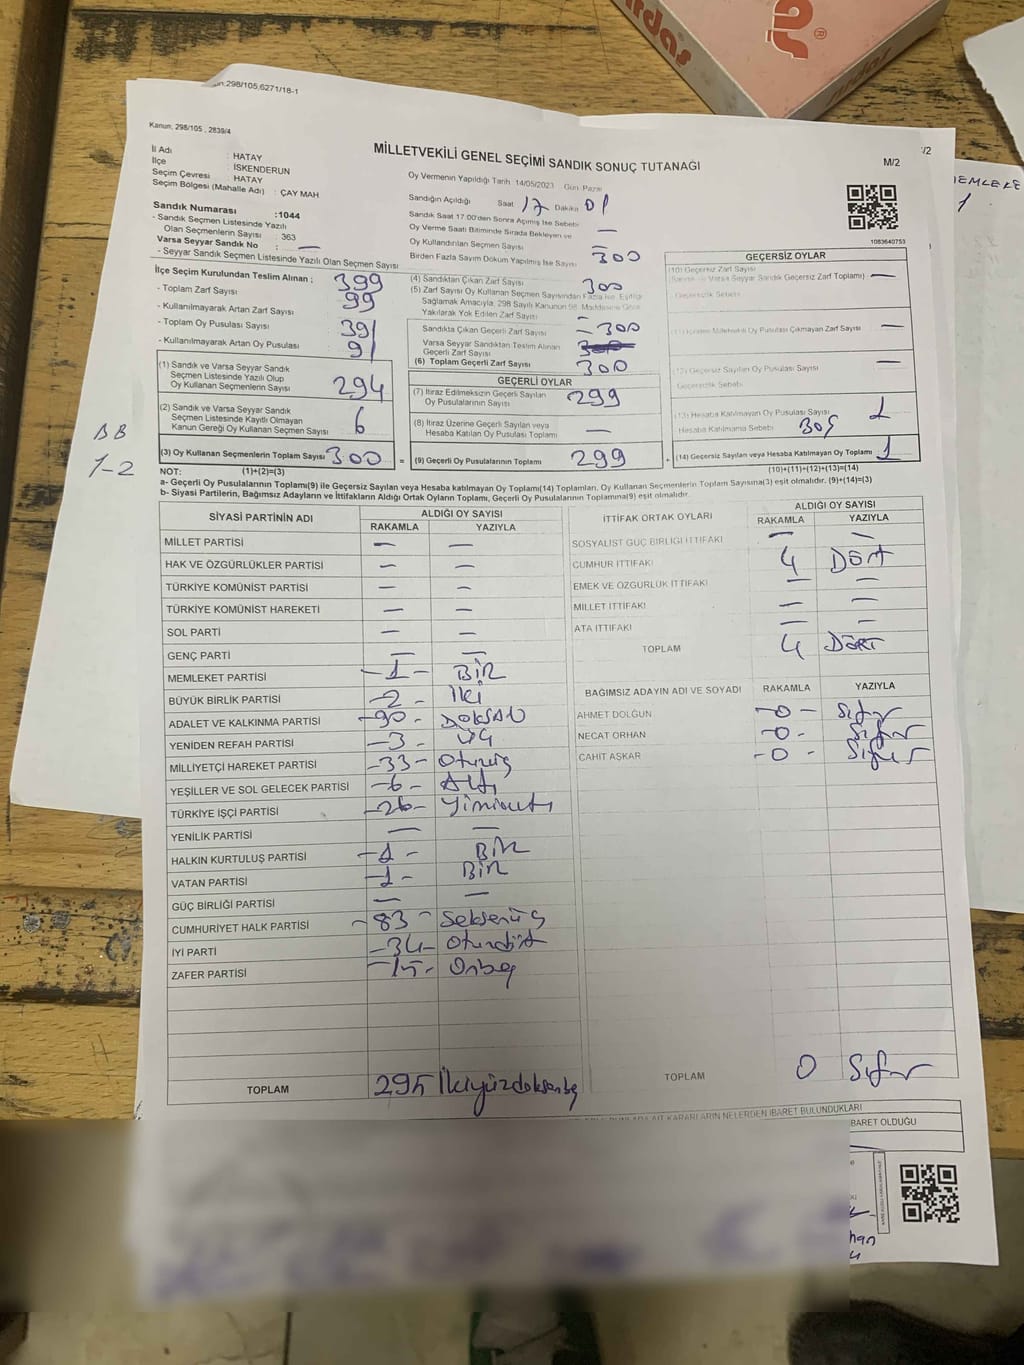 Kanun: 298/105 , 2839/4
İl Adı : HATAY
İlçe : İSKENDERUN
Seçim Çevresi : HATAY
Seçim Bölgesi (Mahalle Adı) : ÇAY MAH
MİLLETVEKİLİ GENEL SEÇİMİ SANDIK SONUÇ TUTANAĞI
M/2
Oy Vermenin Yapıldığı Tarih :14/05/2023 Gün :Pazar
Sandığın Açıldığı Saat 17 Dakika 01
Sandık Saat 17.00'den Sonra Açılmış İse Sebebi
Oy Verme Saati Bitiminde Sırada Bekleyen ve —
Oy Kullandırılan Seçmen Sayısı —
Birden Fazla Sayım Döküm Yapılmış İse Sayısı 300
1083640753
Sandık Numarası :1044
- Sandık Seçmen Listesinde Yazılı
Olan Seçmenlerin Sayısı : 363
Varsa Seyyar Sandık No : —
- Seyyar Sandık Seçmen Listesinde Yazılı Olan Seçmen Sayısı
İlçe Seçim Kurulundan Teslim Alınan ; 399
- Toplam Zarf Sayısı 99
- Kullanılmayarak Artan Zarf Sayısı
- Toplam Oy Pusulası Sayısı 391
- Kullanılmayarak Artan Oy Pusulası 91
(1) Sandık ve Varsa Seyyar Sandık
Seçmen Listesinde Yazılı Olup
Oy Kullanan Seçmenlerin Sayısı 294
(2) Sandık ve Varsa Seyyar Sandık
Seçmen Listesinde Kayıtlı Olmayan
Kanun Gereği Oy Kullanan Seçmen Sayısı 6
(3) Oy Kullanan Seçmenlerin Toplam Sayısı 300 =
(4) Sandıktan Çıkan Zarf Sayısı 300
(5) Zarf Sayısı Oy Kullanan Seçmen Sayısından Fazla İse, Eşitliği
Sağlamak Amacıyla, 298 Sayılı Kanunun 98. Maddesine Göre
Yakılarak Yok Edilen Zarf Sayısı —
Sandıkta Çıkan Geçerli Zarf Sayısı —300
Varsa Seyyar Sandıktan Teslim Alınan
Geçerli Zarf Sayısı
(6) Toplam Geçerli Zarf Sayısı 300
GEÇERLİ OYLAR
(7) İtiraz Edilmeksizin Geçerli Sayılan
Oy Pusulalarının Sayısı 299
(8) İtiraz Üzerine Geçerli Sayılan veya
Hesaba Katılan Oy Pusulası Toplamı —
(9) Geçerli Oy Pusulalarının Toplamı 299 +
GEÇERSİZ OYLAR
(10) Geçersiz Zarf Sayısı
(Sandık ve Varsa Seyyar Sandık Geçersiz Zarf Toplamı) —
Geçersizlik Sebebi
(11) İçinden Milletvekili Oy Pusulası Çıkmayan Zarf Sayısı —
(12) Geçersiz Sayılan Oy Pusulası Sayısı —
Geçersizlik Sebebi
(13) Hesaba Katılmayan Oy Pusulası Sayısı 1
Hesaba Katılmama Sebebi
(14) Geçersiz Sayılan veya Hesaba Katılmayan Oy Toplamı 1
BB
1-2
NOT: (1)+(2)=(3) (10)+(11)+(12)+(13)=(14)
a- Geçerli Oy Pusulalarının Toplamı(9) ile Geçersiz Sayılan veya Hesaba katılmayan Oy Toplamı(14) Toplamları, Oy Kullanan Seçmenlerin Toplam Sayısına(3) eşit olmalıdır. (9)+(14)=(3)
b- Siyasi Partilerin, Bağımsız Adayların ve İttifakların Aldığı Ortak Oyların Toplamı, Geçerli Oy Pusulalarının Toplamına(9) eşit olmalıdır.
SİYASİ PARTİNİN ADI ALDIĞI OY SAYISI
RAKAMLA YAZIYLA
MİLLET PARTİSİ — —
HAK VE ÖZGÜRLÜKLER PARTİSİ — —
TÜRKİYE KOMÜNİST PARTİSİ — —
TÜRKİYE KOMÜNİST HAREKETİ — —
SOL PARTİ — —
GENÇ PARTİ — —
MEMLEKET PARTİSİ -1- BİR
BÜYÜK BİRLİK PARTİSİ -2- İki
ADALET VE KALKINMA PARTİSİ -90- DOKSAN
YENİDEN REFAH PARTİSİ -3- ÜÇ
MİLLİYETÇİ HAREKET PARTİSİ -33- Otuzüç
YEŞİLLER VE SOL GELECEK PARTİSİ -6- Altı
TÜRKİYE İŞÇİ PARTİSİ -26- Yirmialtı
YENİLİK PARTİSİ — —
HALKIN KURTULUŞ PARTİSİ -1- BİR
VATAN PARTİSİ -1- BİR
GÜÇ BİRLİĞİ PARTİSİ — —
CUMHURİYET HALK PARTİSİ -83- Seksenüç
İYİ PARTİ -34- Otuzdört
ZAFER PARTİSİ -15- Onbeş
TOPLAM 295 İkiyüzdoksanbeş
İTTİFAK ORTAK OYLARI ALDIĞI OY SAYISI
RAKAMLA YAZIYLA
SOSYALİST GÜÇ BİRLİĞİ İTTİFAKI — —
CUMHUR İTTİFAKI 4 Dört
EMEK VE ÖZGÜRLÜK İTTİFAKI — —
MİLLET İTTİFAKI — —
ATA İTTİFAKI — —
TOPLAM 4 DÖRT
BAĞIMSIZ ADAYIN ADI VE SOYADI RAKAMLA YAZIYLA
AHMET DOLĞUN -0- Sıfır
NECAT ORHAN -0- Sıfır
CAHİT AŞKAR -0- Sıfır
TOPLAM 0 Sıfır
KARARLARIN NELERDEN İBARET BULUNDUKLARI
BARET OLDUĞU